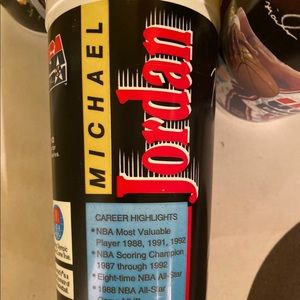 MICHAEL
Jordan
CAREER HIGHLIGHTS
•NBA Most Valuable
Player 1988, 1991, 1992
•NBA Scoring Champion
1987 through 1992
•Eight-time NBA All-Star
•1988 NBA All-Star